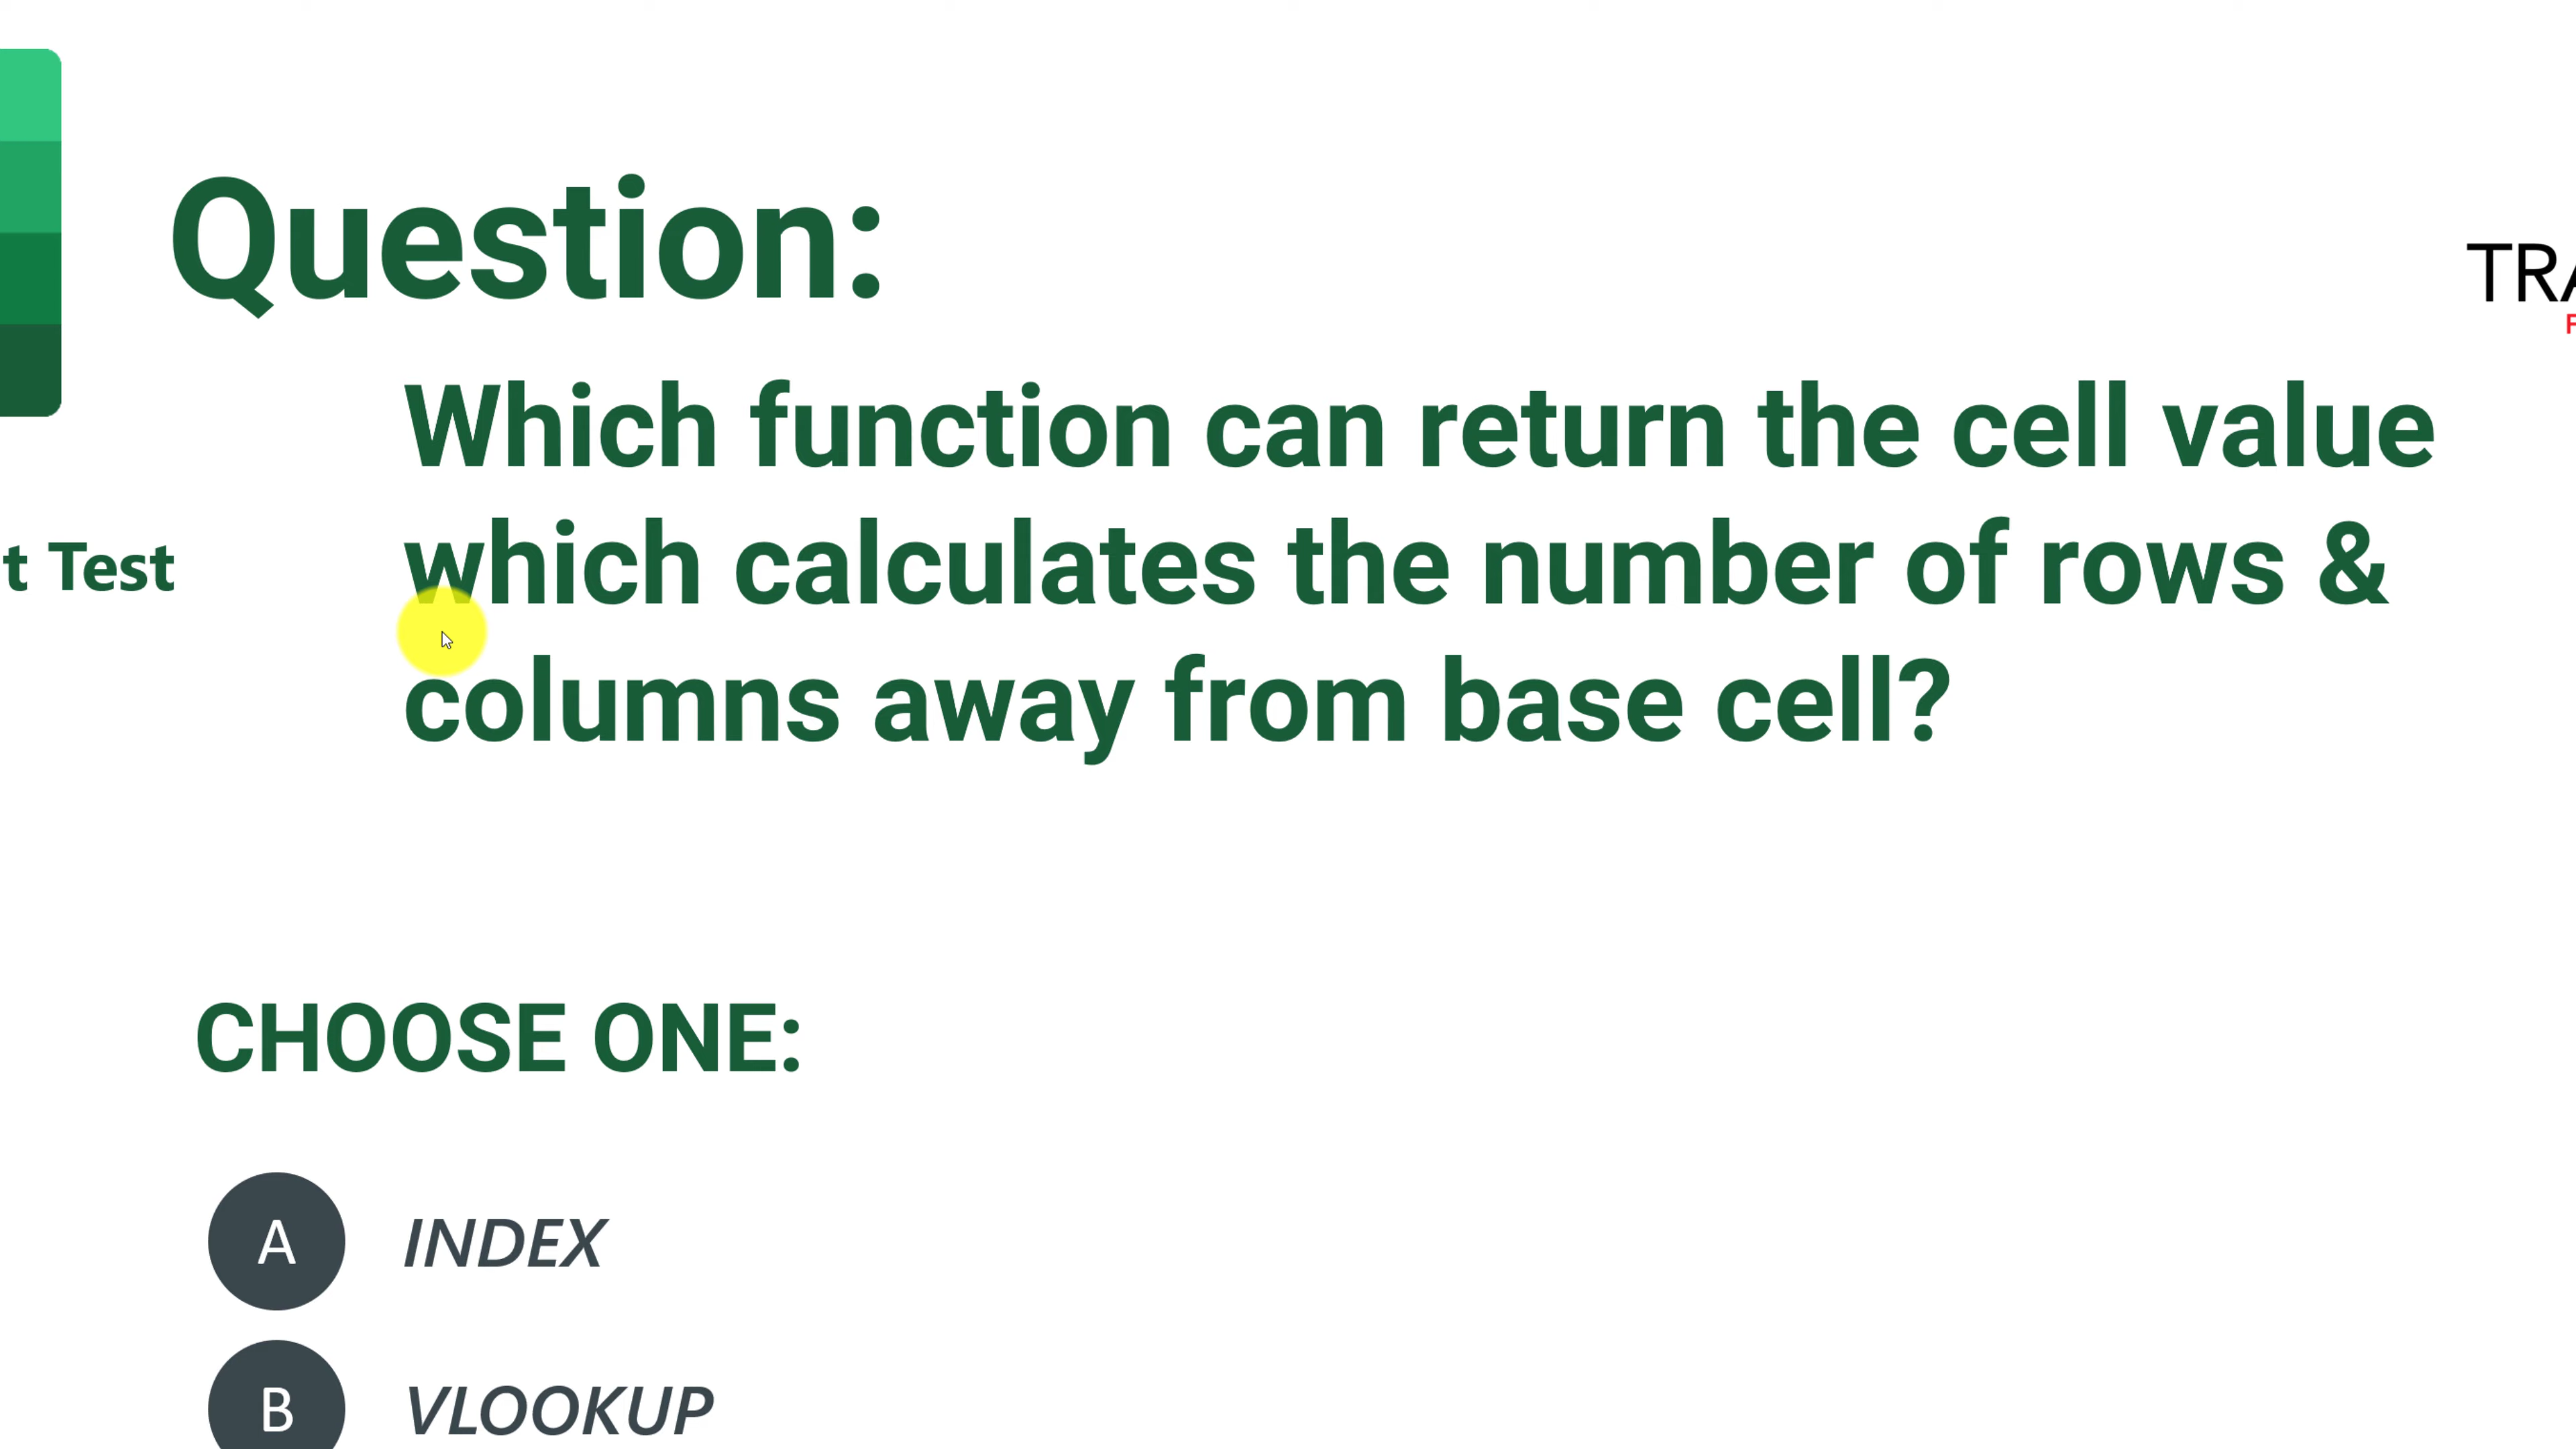 Question:
TRA
F
Which function can return the cell value
which calculates the number of rows &
t Test
columns away from base cell?
CHOOSE ONE:
A INDEX
B VLOOKUP